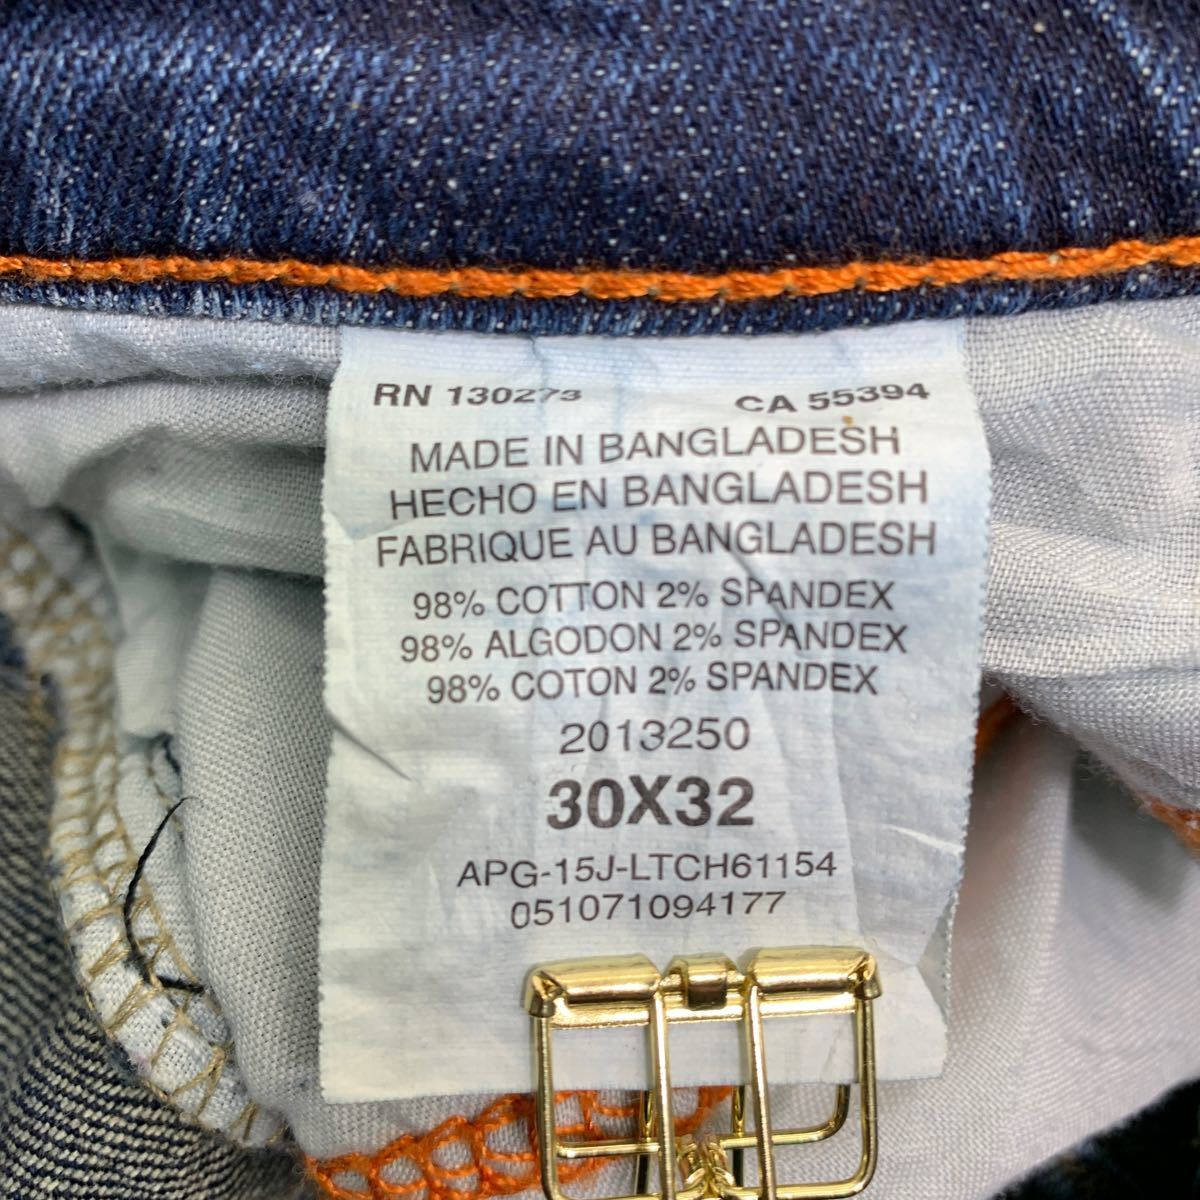 RN 130273 CA 55394
MADE IN BANGLADESH
HECHO EN BANGLADESH
FABRIQUE AU BANGLADESH
98% COTTON 2% SPANDEX
98% ALGODON 2% SPANDEX
98% COTON 2% SPANDEX
2013250
30X32
APG-15J-LTCH61154
051071094177